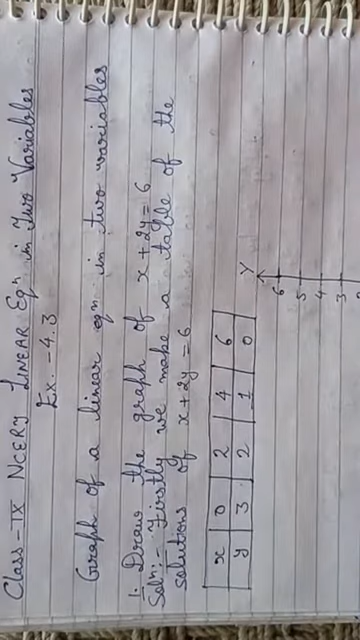 Class-IX NCERT LINEAR Eqn in Two Variables
Ex. - 4.3
Graph of a linear eqn. in two variables
1. Draw the graph of x + 2y = 6
Soln:- Firstly we make a table of the
solutions of x + 2y = 6
x 0 2 4 6
y 3 2 1 0
Y
6
5
4
3